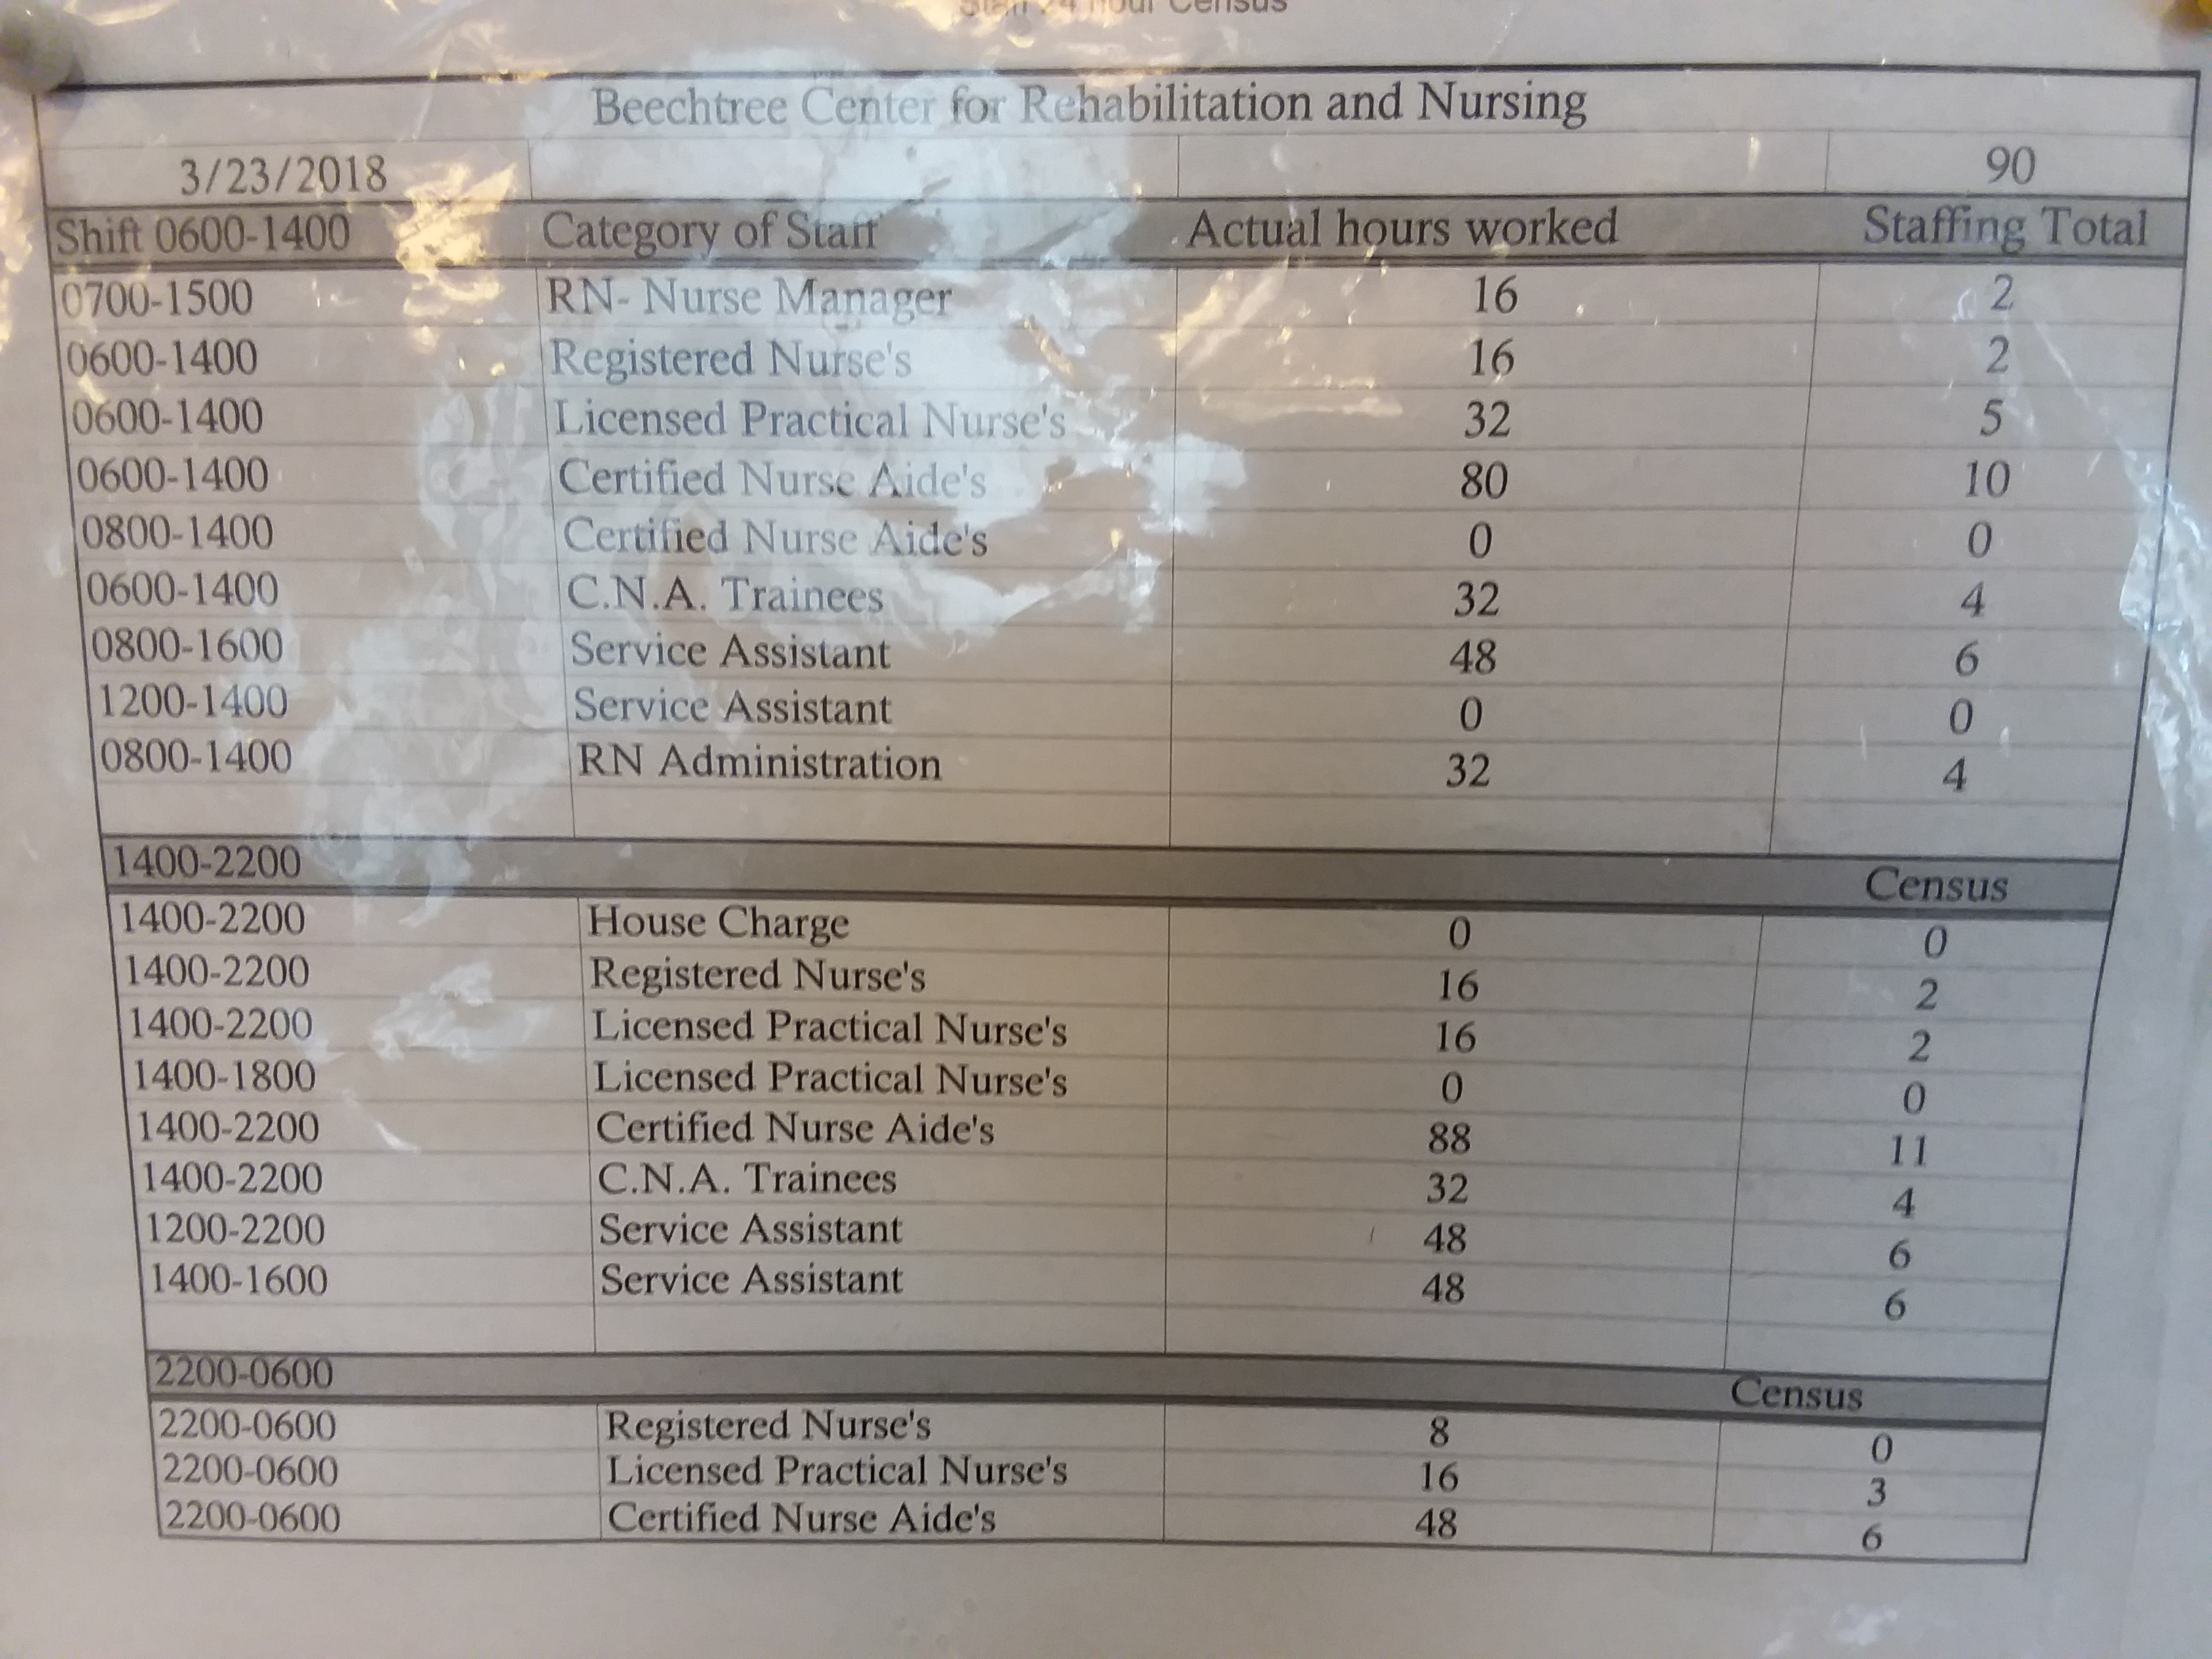 Census
Beechtree Center for Rehabilitation and Nursing
3/23/2018 90
Shift 0600-1400 Category of Staff Actual hours worked Staffing Total
0700-1500 RN- Nurse Manager 16 2
0600-1400 Registered Nurse's 16 2
0600-1400 Licensed Practical Nurse's 32 5
0600-1400 Certified Nurse Aide's 80 10
0800-1400 Certified Nurse Aide's 0 0
0600-1400 C.N.A. Trainees 32 4
0800-1600 Service Assistant 48 6
1200-1400 Service Assistant 0 0
0800-1400 RN Administration 32 4
1400-2200 Census
1400-2200 House Charge 0 0
1400-2200 Registered Nurse's 16 2
1400-2200 Licensed Practical Nurse's 16 2
1400-1800 Licensed Practical Nurse's 0 0
1400-2200 Certified Nurse Aide's 88 11
1400-2200 C.N.A. Trainees 32 4
1200-2200 Service Assistant 48 6
1400-1600 Service Assistant 48 6
2200-0600 Census
2200-0600 Registered Nurse's 8 0
2200-0600 Licensed Practical Nurse's 16 3
2200-0600 Certified Nurse Aide's 48 6